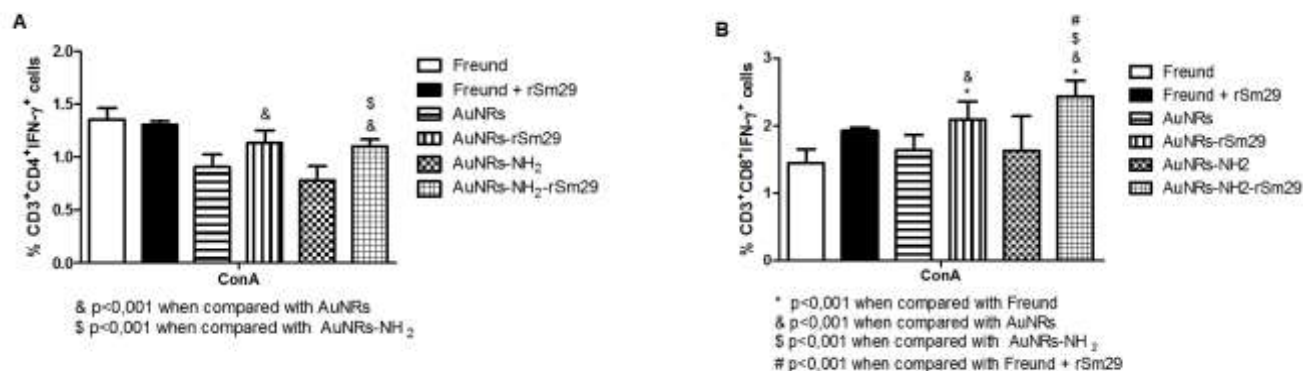 A
% CD3⁺CD4⁺IFN-γ⁺ cells
2.0
1.5
1.0
0.5
0.0
&
$
&
ConA
Freund
Freund + rSm29
AuNRs
AuNRs-rSm29
AuNRs-NH₂
AuNRs-NH₂-rSm29
& p<0,001 when compared with AuNRs
$ p<0,001 when compared with AuNRs-NH₂
B
% CD3⁺CD8⁺IFN-γ⁺ cells
3
2
1
0
&
*
#
$
&
*
ConA
Freund
Freund + rSm29
AuNRs
AuNRs-rSm29
AuNRs-NH2
AuNRs-NH2-rSm29
* p<0,001 when compared with Freund
& p<0,001 when compared with AuNRs
$ p<0,001 when compared with AuNRs-NH₂
# p<0,001 when compared with Freund + rSm29